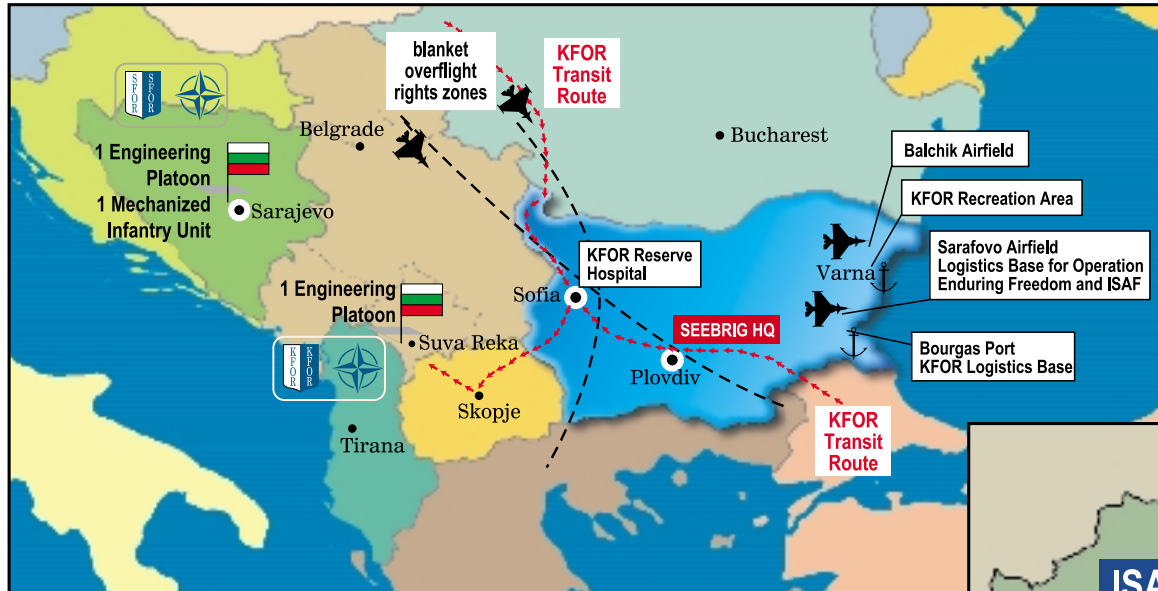 blanket
overflight
rights zones
KFOR
Transit
Route
SFOR
SFOR
Belgrade
Bucharest
1 Engineering
Platoon
1 Mechanized
Infantry Unit
Sarajevo
Balchik Airfield
KFOR Recreation Area
Varna
Sarafovo Airfield
Logistics Base for Operation
Enduring Freedom and ISAF
KFOR Reserve
Hospital
Sofia
1 Engineering
Platoon
SEEBRIG HQ
Bourgas Port
KFOR Logistics Base
Suva Reka
KFOR
KFOR
Plovdiv
Skopje
Tirana
KFOR
Transit
Route